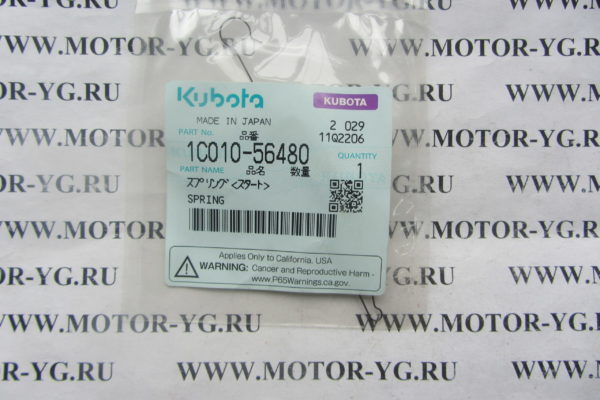 WWW.MOTOR-YG.RU WWW.MOTOR-YG.RU
MOTOR-YG.RU WWW.MOTOR-YG.RU
Kubota KUBOTA
MADE IN JAPAN 2 029
PART No. 品番 11Q2206
1C010-56480 QUANTITY
PART NAME 品名 数量 1
スプリング<スタート>
SPRING
Applies Only to California, USA
WARNING: Cancer and Reproductive Harm -
www.P65Warnings.ca.gov.
WWW.MOTOR-YG.RU WWW.MOTOR-YG.RU
MOTOR-YG.RU WWW.MOTOR-YG.RU